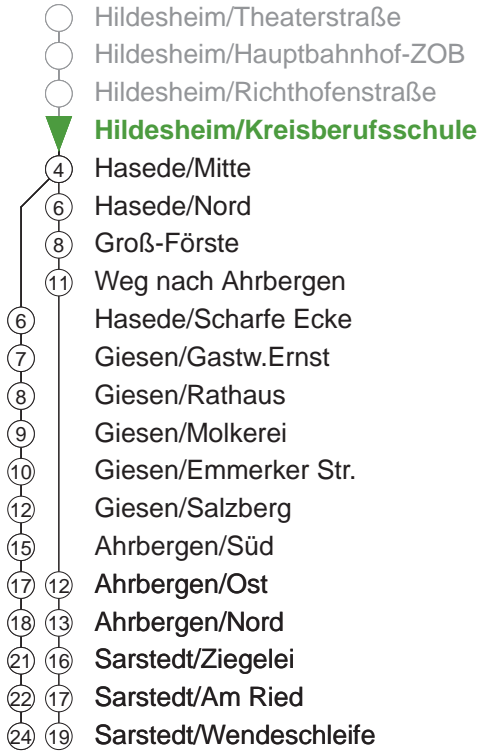 Hildesheim/Theaterstraße
Hildesheim/Hauptbahnhof-ZOB
Hildesheim/Richthofenstraße
Hildesheim/Kreisberufsschule
4 Hasede/Mitte
6 Hasede/Nord
8 Groß-Förste
11 Weg nach Ahrbergen
6 Hasede/Scharfe Ecke
7 Giesen/Gastw.Ernst
8 Giesen/Rathaus
9 Giesen/Molkerei
10 Giesen/Emmerker Str.
12 Giesen/Salzberg
15 Ahrbergen/Süd
17 12 Ahrbergen/Ost
18 13 Ahrbergen/Nord
21 16 Sarstedt/Ziegelei
22 17 Sarstedt/Am Ried
24 19 Sarstedt/Wendeschleife